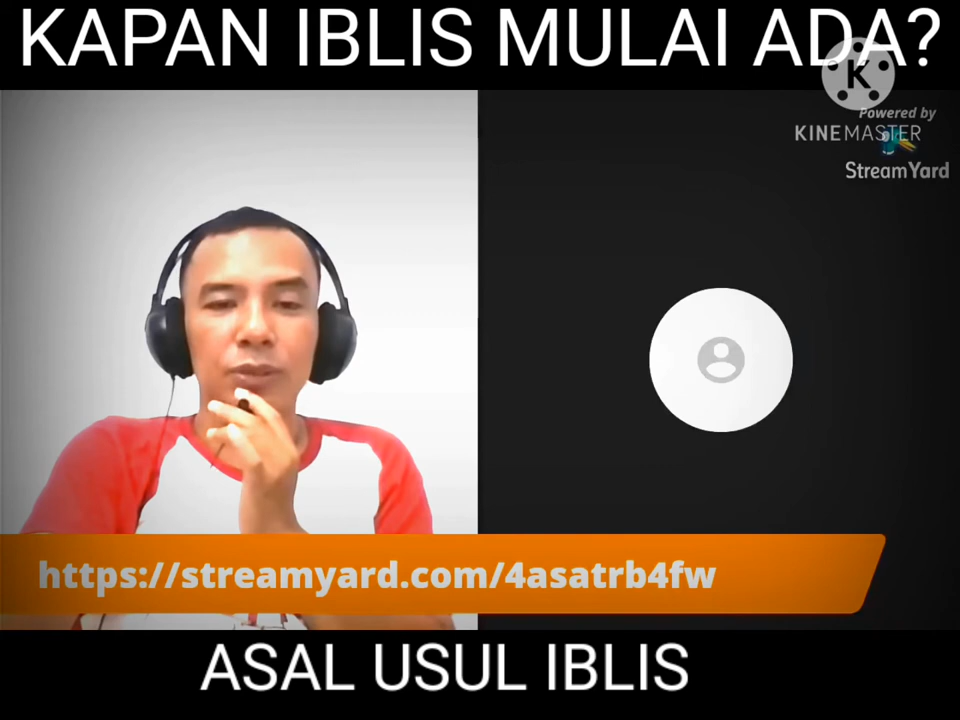 KAPAN IBLIS MULAI ADA?
K
Powered by
KINEMASTER
StreamYard
https://streamyard.com/4asatrb4fw
ASAL USUL IBLIS